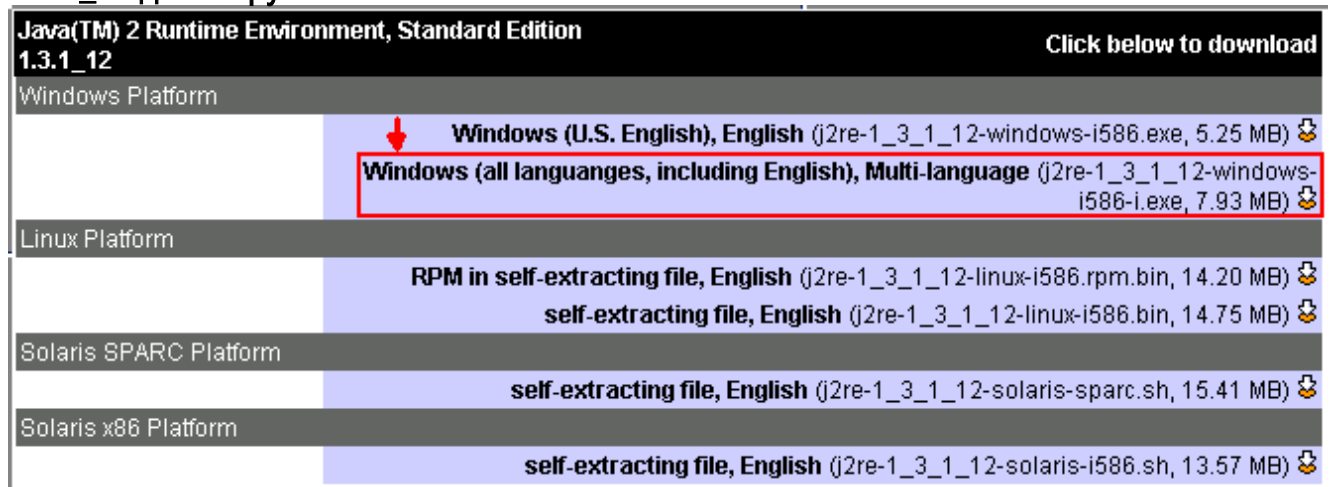 Java(TM) 2 Runtime Environment, Standard Edition
1.3.1_12
Click below to download
Windows Platform
Windows (U.S. English), English (j2re-1_3_1_12-windows-i586.exe, 5.25 MB)
Windows (all languanges, including English), Multi-language (j2re-1_3_1_12-windows-
i586-i.exe, 7.93 MB)
Linux Platform
RPM in self-extracting file, English (j2re-1_3_1_12-linux-i586.rpm.bin, 14.20 MB)
self-extracting file, English (j2re-1_3_1_12-linux-i586.bin, 14.75 MB)
Solaris SPARC Platform
self-extracting file, English (j2re-1_3_1_12-solaris-sparc.sh, 15.41 MB)
Solaris x86 Platform
self-extracting file, English (j2re-1_3_1_12-solaris-i586.sh, 13.57 MB)